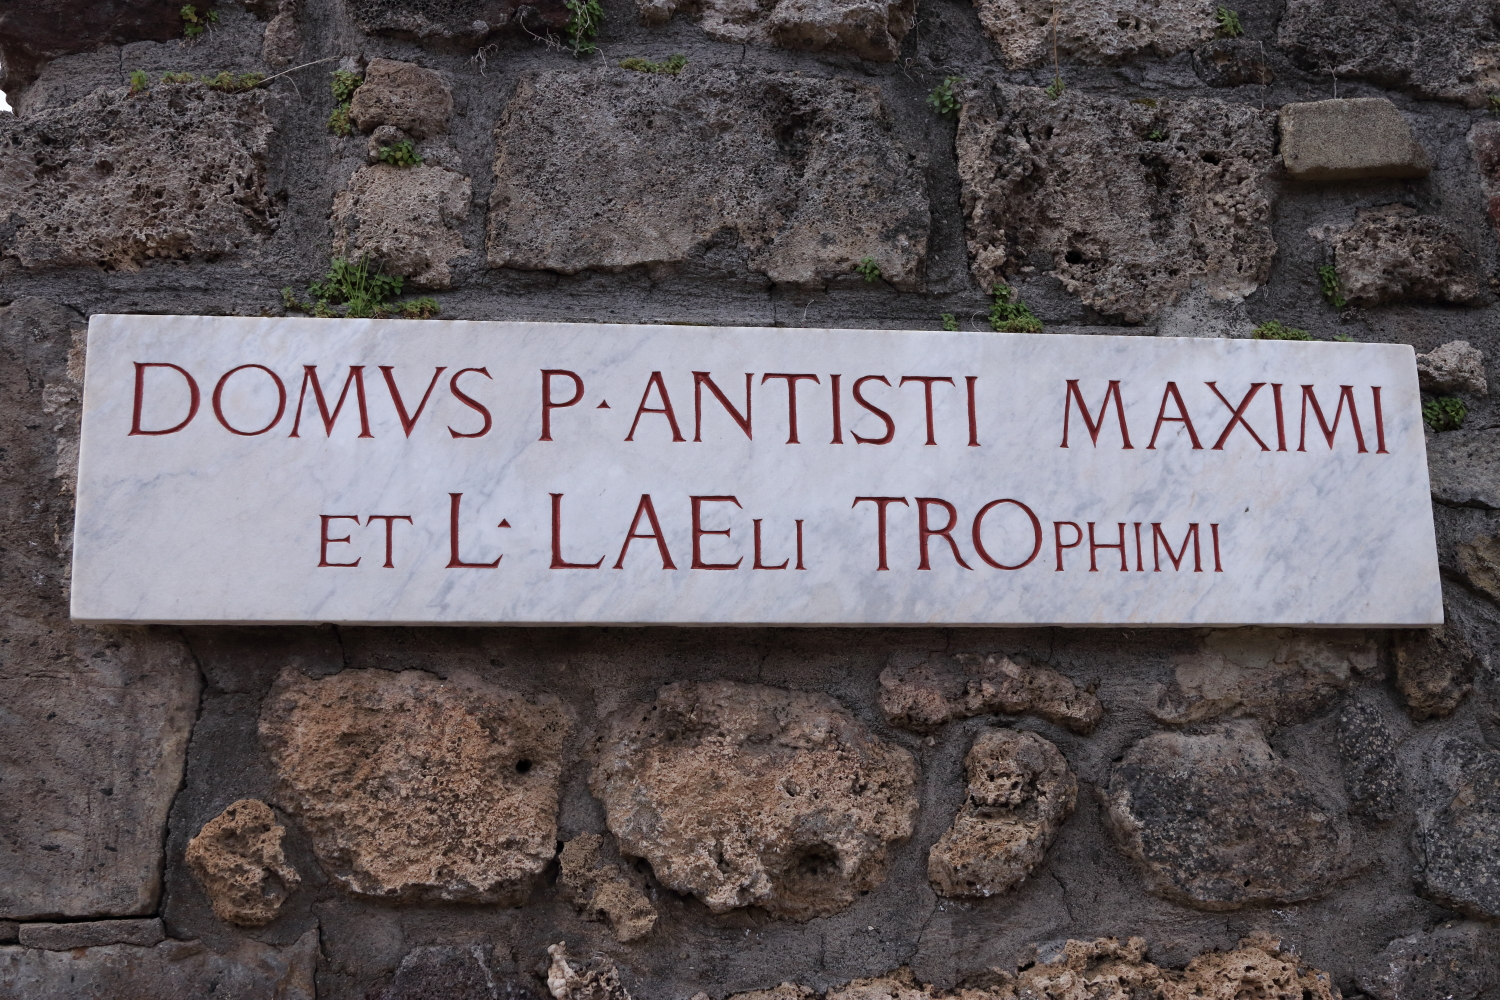 DOMVS P·ANTISTI MAXIMI
ET L·LAELI TROPHIMI